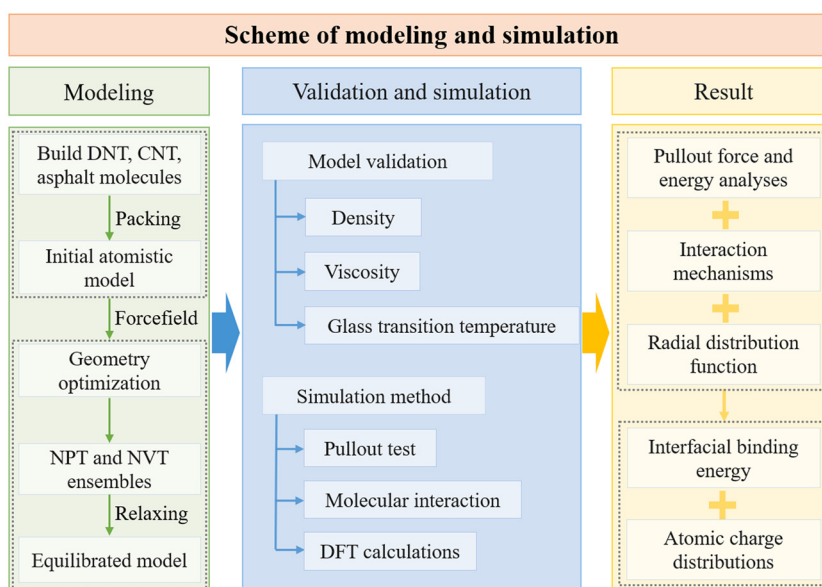 Scheme of modeling and simulation
Modeling
Build DNT, CNT,
asphalt molecules
Packing
Initial atomistic
model
Forcefield
Geometry
optimization
NPT and NVT
ensembles
Relaxing
Equilibrated model
Validation and simulation
Model validation
Density
Viscosity
Glass transition temperature
Simulation method
Pullout test
Molecular interaction
DFT calculations
Result
Pullout force and
energy analyses
Interaction
mechanisms
Radial distribution
function
Interfacial binding
energy
Atomic charge
distributions